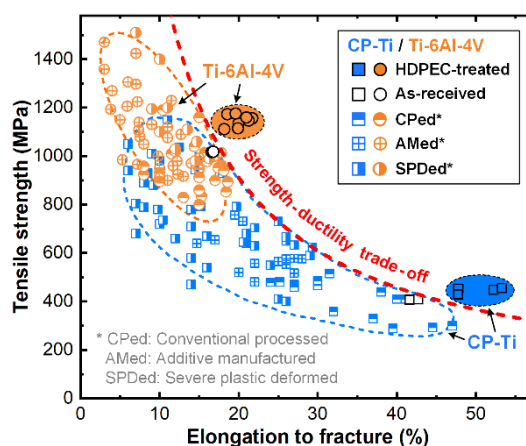 CP-Ti / Ti-6Al-4V
HDPEC-treated
As-received
CPed*
AMed*
SPDed*
Ti-6Al-4V
Strength-ductility trade-off
CP-Ti
* CPed: Conventional processed
AMed: Additive manufactured
SPDed: Severe plastic deformed
Tensile strength (MPa)
1400
1200
1000
800
600
400
200
0
0 10 20 30 40 50
Elongation to fracture (%)